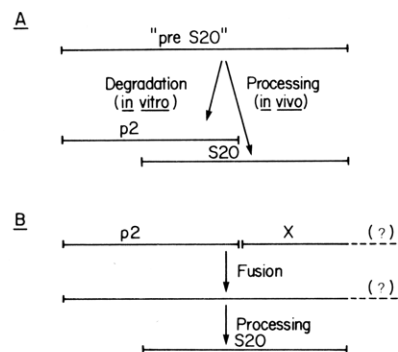 A
"pre S20"
Degradation Processing
(in vitro) (in vivo)
p2
S20
B
p2 X (?)
Fusion
(?)
Processing
S20